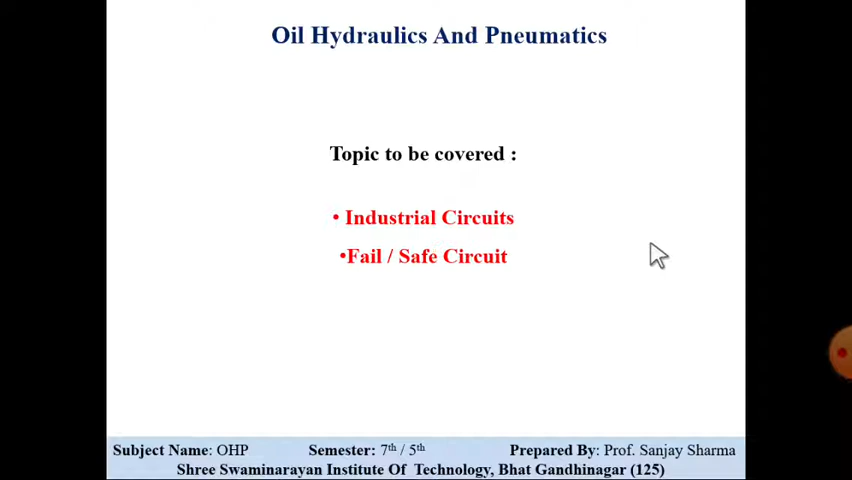 Oil Hydraulics And Pneumatics
Topic to be covered :
• Industrial Circuits
•Fail / Safe Circuit
Subject Name: OHP Semester: 7th / 5th Prepared By: Prof. Sanjay Sharma
Shree Swaminarayan Institute Of Technology, Bhat Gandhinagar (125)